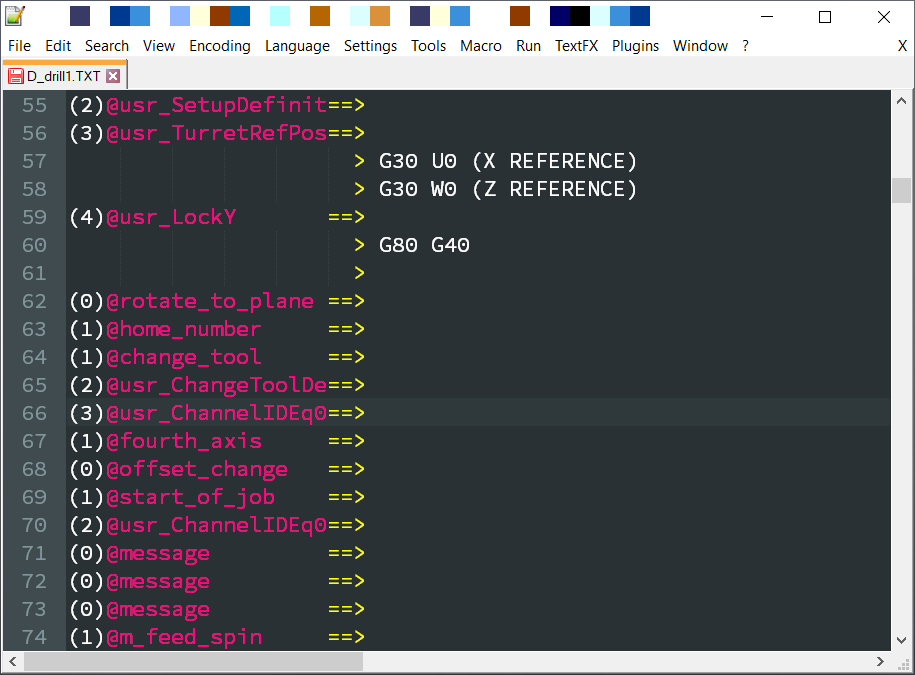 File Edit Search View Encoding Language Settings Tools Macro Run TextFX Plugins Window ? X
D_drill1.TXT
55 (2)@usr_SetupDefinit==>
56 (3)@usr_TurretRefPos==>
57 > G30 U0 (X REFERENCE)
58 > G30 W0 (Z REFERENCE)
59 (4)@usr_LockY ==>
60 > G80 G40
61 >
62 (0)@rotate_to_plane ==>
63 (1)@home_number ==>
64 (1)@change_tool ==>
65 (2)@usr_ChangeToolDe==>
66 (3)@usr_ChannelIDEq0==>
67 (1)@fourth_axis ==>
68 (0)@offset_change ==>
69 (1)@start_of_job ==>
70 (2)@usr_ChannelIDEq0==>
71 (0)@message ==>
72 (0)@message ==>
73 (0)@message ==>
74 (1)@m_feed_spin ==>